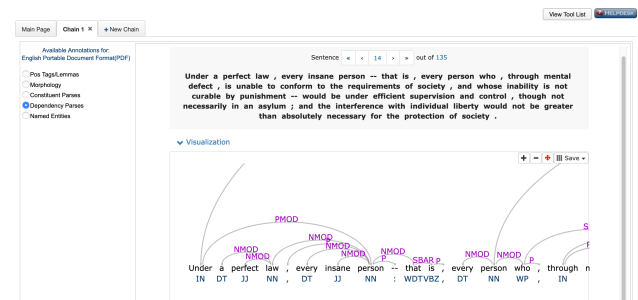 View Tool List HELPDESK
Main Page Chain 1 × + New Chain
Available Annotations for:
English Portable Document Format(PDF)
Pos Tags/Lemmas
Morphology
Constituent Parses
Dependency Parses
Named Entities
Sentence « ‹ 14 › » out of 135
Under a perfect law , every insane person -- that is , every person who , through mental
defect , is unable to conform to the requirements of society , and whose inability is not
curable by punishment -- would be under efficient supervision and control , though not
necessarily in an asylum ; and the interference with individual liberty would not be greater
than absolutely necessary for the protection of society .
Visualization
+ − Save
PMOD
NMOD
P
NMOD
NMOD
NMOD
NMOD
P
NMOD
SBAR P
NMOD
NMOD
P
Under a perfect law , every insane person -- that is , every person who , through m
IN DT JJ NN , DT JJ NN : WDT VBZ , DT NN WP , IN